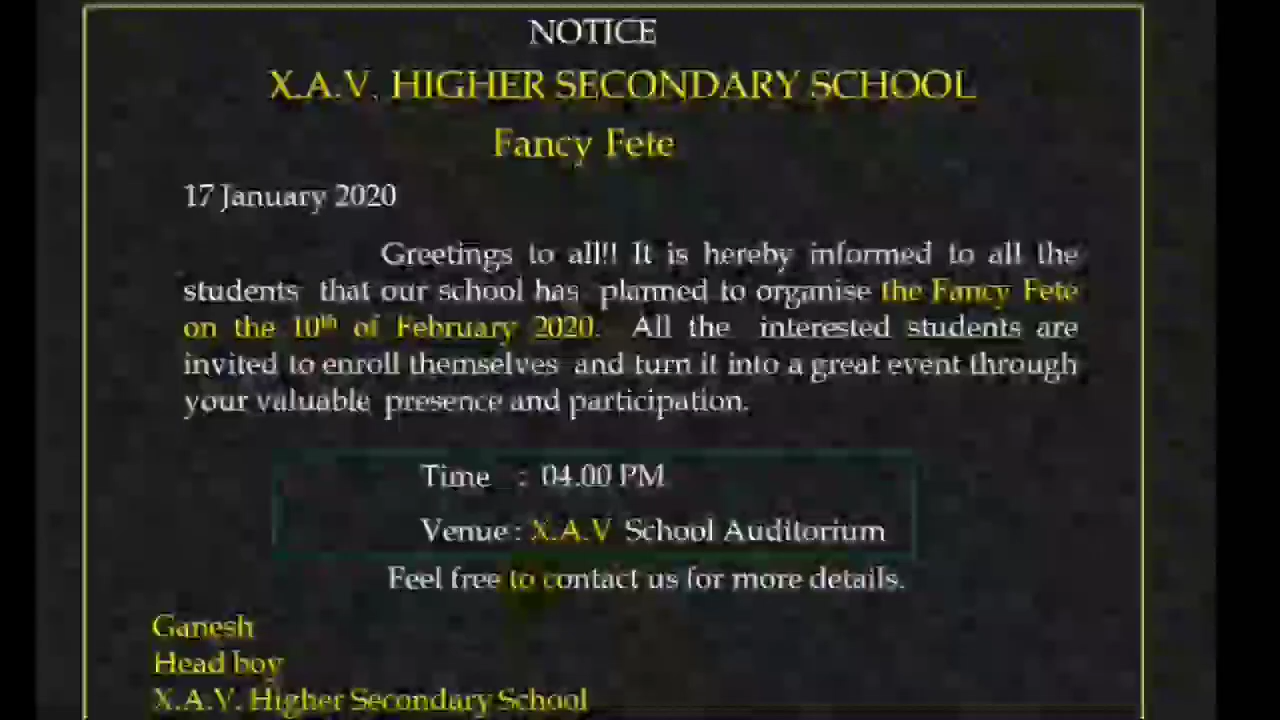 NOTICE
X.A.V. HIGHER SECONDARY SCHOOL
Fancy Fete
17 January 2020
Greetings to all!! It is hereby informed to all the
students that our school has planned to organise the Fancy Fete
on the 10th of February 2020. All the interested students are
invited to enroll themselves and turn it into a great event through
your valuable presence and participation.
Time : 04.00 PM
Venue : X.A.V School Auditorium
Feel free to contact us for more details.
Ganesh
Head boy
X.A.V. Higher Secondary School